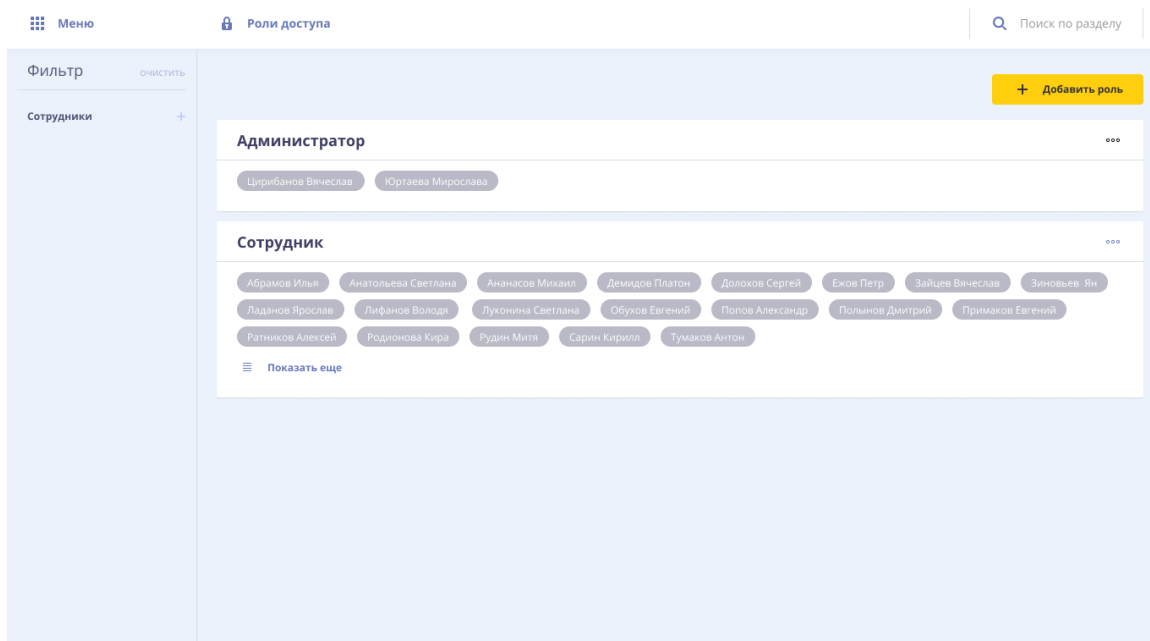 Меню
Роли доступа
Поиск по разделу
Фильтр
очистить
Сотрудники
Добавить роль
Администратор
Цирибанов Вячеслав Юртаева Мирослава
Сотрудник
Абрамов Илья Анатольева Светлана Ананасов Михаил Демидов Платон Долохов Сергей Ежов Петр Зайцев Вячеслав Зиновьев Ян
Ладанов Ярослав Лифанов Володя Луконина Светлана Обухов Евгений Попов Александр Полынов Дмитрий Примаков Евгений
Ратников Алексей Родионова Кира Рудин Митя Сарин Кирилл Тумаков Антон
Показать еще